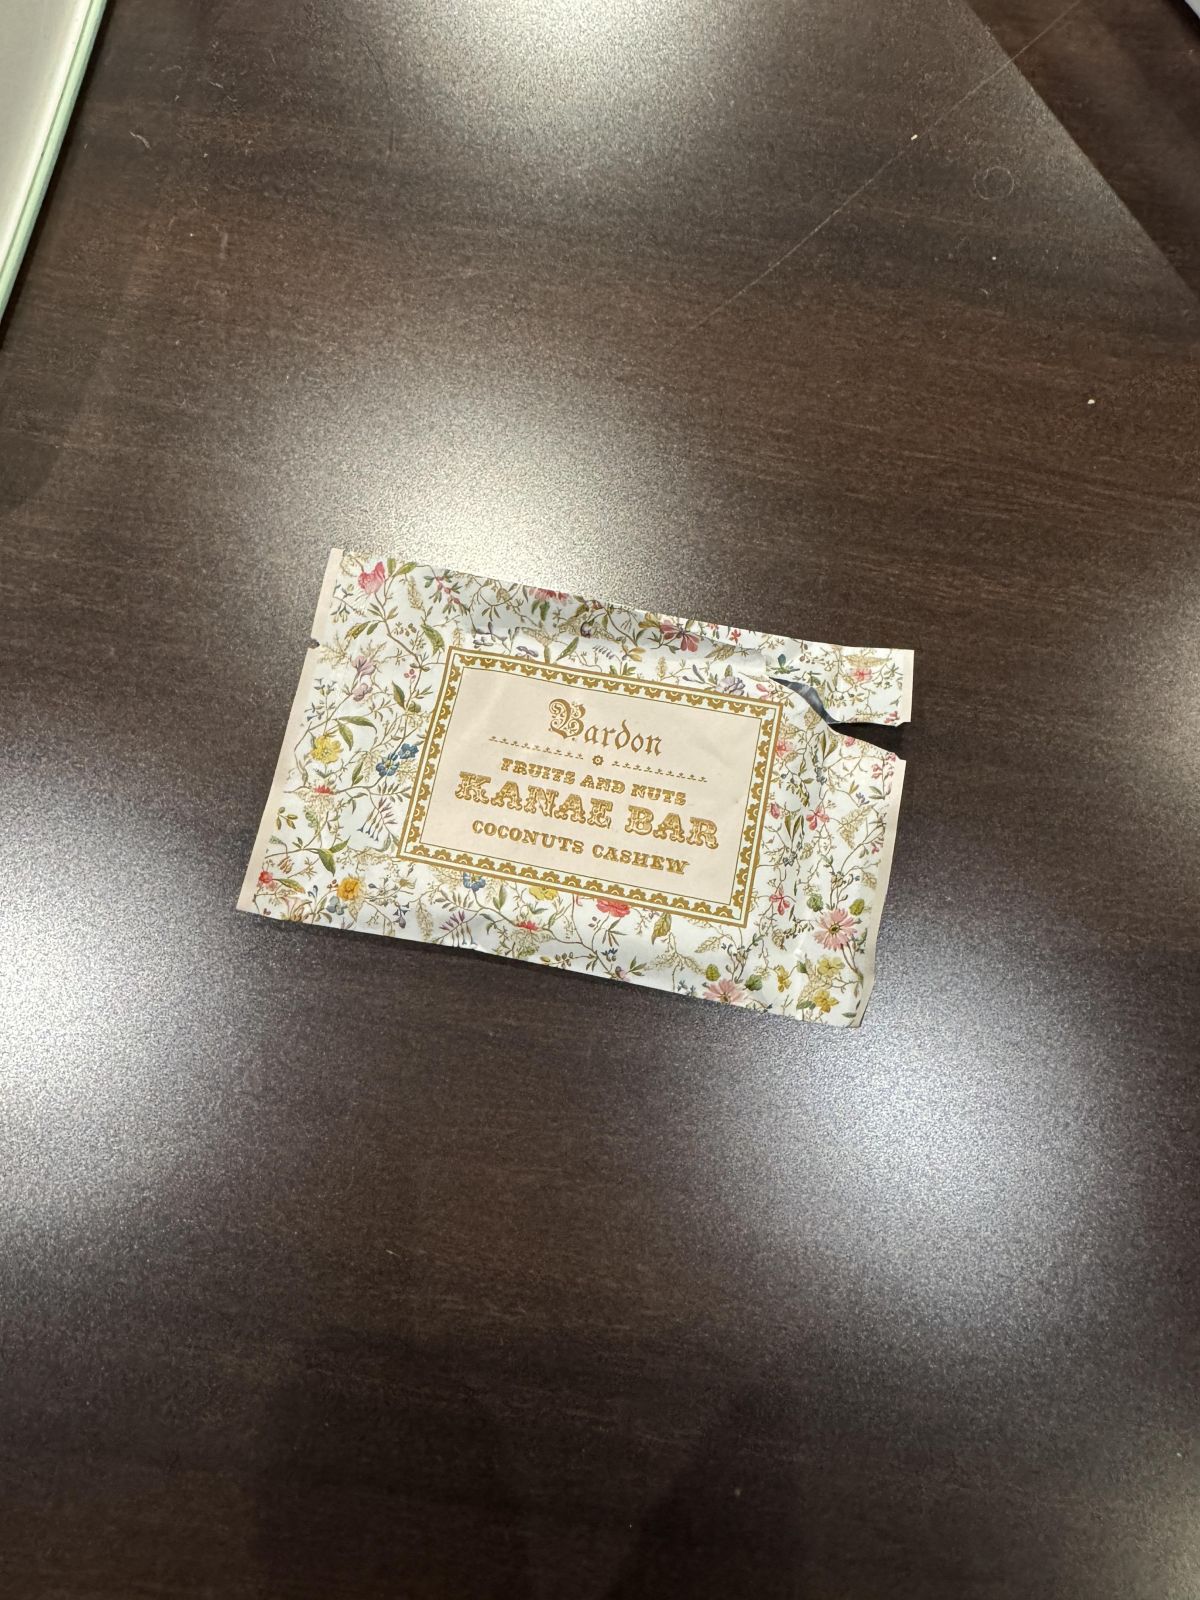 Bardon
FRUITS AND NUTS
KANAE BAR
COCONUTS CASHEW